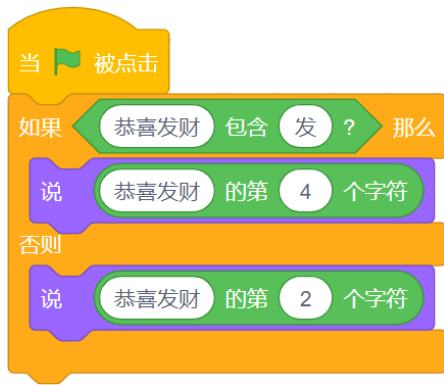 当 被点击
如果 恭喜发财 包含 发 ? 那么
说 恭喜发财 的第 4 个字符
否则
说 恭喜发财 的第 2 个字符